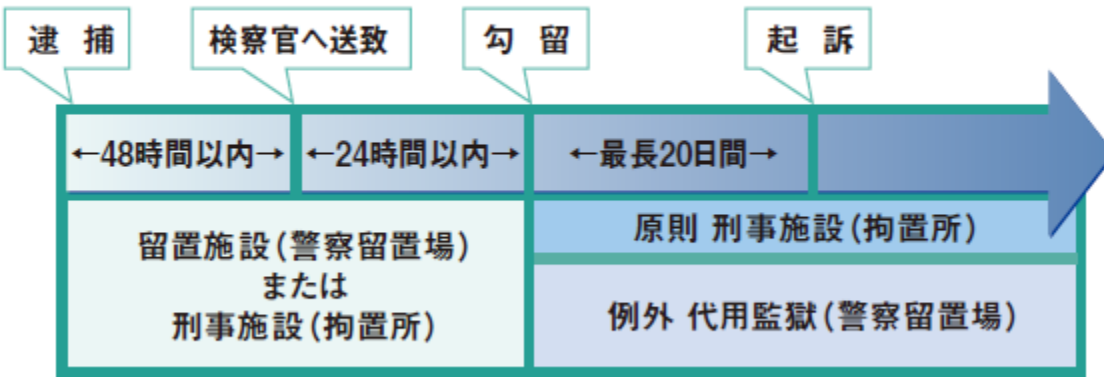 逮　捕
検察官へ送致
勾　留
起　訴
←48時間以内→
←24時間以内→
←最長20日間→
留置施設(警察留置場)
または
刑事施設(拘置所)
原則 刑事施設(拘置所)
例外 代用監獄(警察留置場)